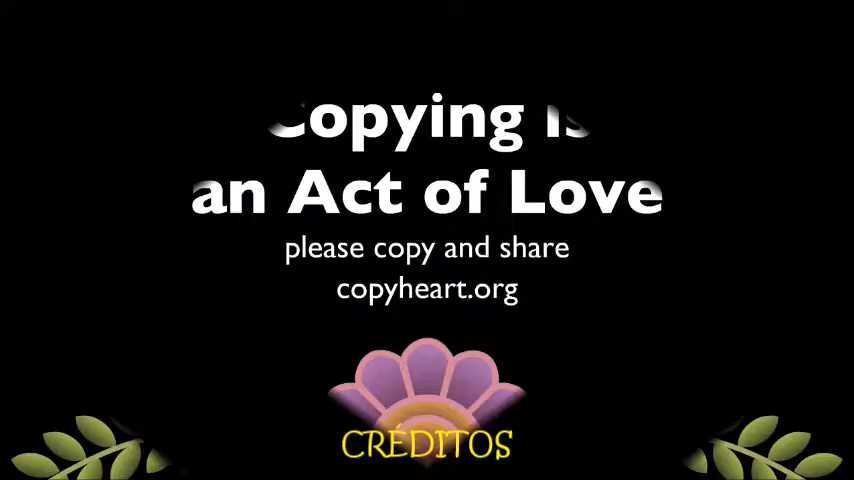 Copying is
an Act of Love
please copy and share
copyheart.org
CRÉDITOS